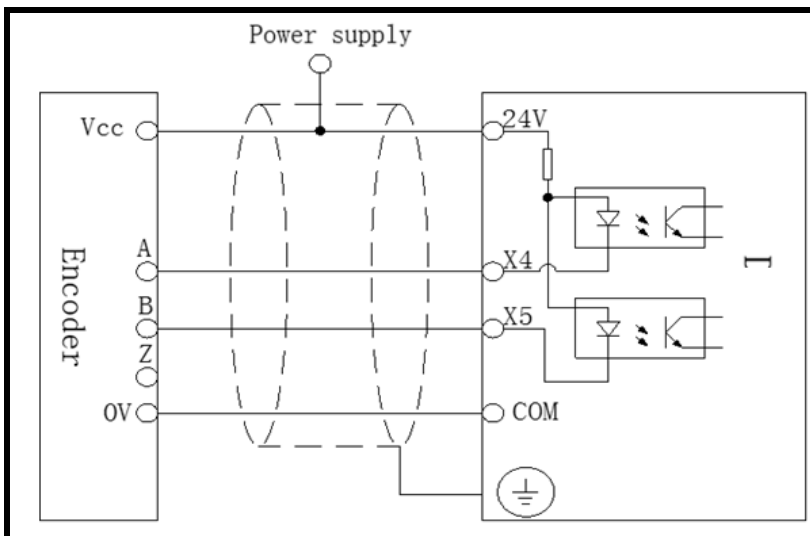 Power supply
Vcc
24V
A
X4
I
B
X5
Encoder
Z
0V
COM